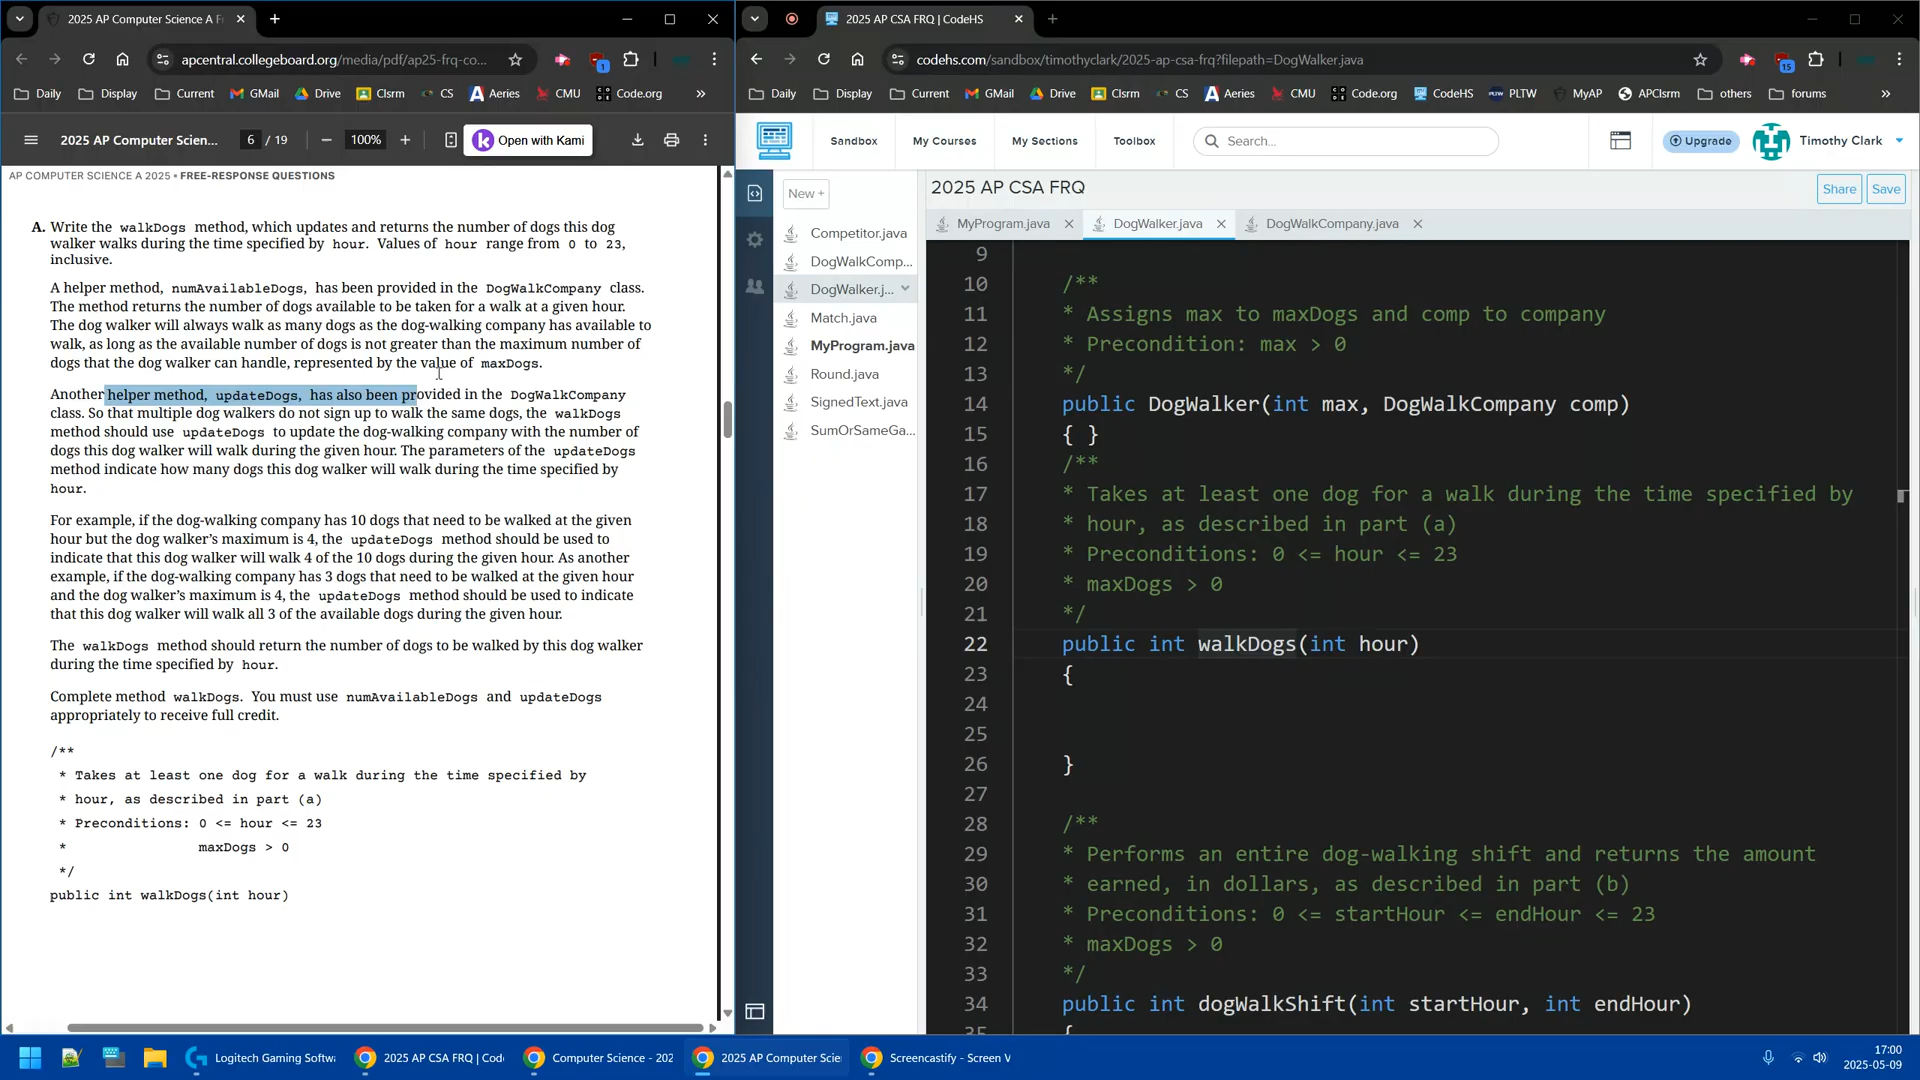 2025 AP Computer Science A F
2025 AP CSA FRQ | CodeHS
apcentral.collegeboard.org/media/pdf/ap25-frq-co...
1
codehs.com/sandbox/timothyclark/2025-ap-csa-frq?filepath=DogWalker.java
15
Daily Display Current GMail Drive Clsrm CS Aeries CMU Code.org »
Daily Display Current GMail Drive Clsrm CS Aeries CMU Code.org CodeHS PLTW MyAP APClsrm others forums »
2025 AP Computer Scien... 6 / 19 100% Open with Kami
Sandbox My Courses My Sections Toolbox Search... Upgrade Timothy Clark
AP COMPUTER SCIENCE A 2025 • FREE-RESPONSE QUESTIONS
A. Write the walkDogs method, which updates and returns the number of dogs this dog
walker walks during the time specified by hour. Values of hour range from 0 to 23,
inclusive.
A helper method, numAvailableDogs, has been provided in the DogWalkCompany class.
The method returns the number of dogs available to be taken for a walk at a given hour.
The dog walker will always walk as many dogs as the dog-walking company has available to
walk, as long as the available number of dogs is not greater than the maximum number of
dogs that the dog walker can handle, represented by the value of maxDogs.
Another helper method, updateDogs, has also been provided in the DogWalkCompany
class. So that multiple dog walkers do not sign up to walk the same dogs, the walkDogs
method should use updateDogs to update the dog-walking company with the number of
dogs this dog walker will walk during the given hour. The parameters of the updateDogs
method indicate how many dogs this dog walker will walk during the time specified by
hour.
For example, if the dog-walking company has 10 dogs that need to be walked at the given
hour but the dog walker's maximum is 4, the updateDogs method should be used to
indicate that this dog walker will walk 4 of the 10 dogs during the given hour. As another
example, if the dog-walking company has 3 dogs that need to be walked at the given hour
and the dog walker's maximum is 4, the updateDogs method should be used to indicate
that this dog walker will walk all 3 of the available dogs during the given hour.
The walkDogs method should return the number of dogs to be walked by this dog walker
during the time specified by hour.
Complete method walkDogs. You must use numAvailableDogs and updateDogs
appropriately to receive full credit.
/**
* Takes at least one dog for a walk during the time specified by
* hour, as described in part (a)
* Preconditions: 0 <= hour <= 23
* maxDogs > 0
*/
public int walkDogs(int hour)
New +
Competitor.java
DogWalkComp...
DogWalker.j...
Match.java
MyProgram.java
Round.java
SignedText.java
SumOrSameGa...
2025 AP CSA FRQ
Share Save
MyProgram.java DogWalker.java DogWalkCompany.java
9
10 /**
11 * Assigns max to maxDogs and comp to company
12 * Precondition: max > 0
13 */
14 public DogWalker(int max, DogWalkCompany comp)
15 { }
16 /**
17 * Takes at least one dog for a walk during the time specified by
18 * hour, as described in part (a)
19 * Preconditions: 0 <= hour <= 23
20 * maxDogs > 0
21 */
22 public int walkDogs(int hour)
23 {
24
25
26 }
27
28 /**
29 * Performs an entire dog-walking shift and returns the amount
30 * earned, in dollars, as described in part (b)
31 * Preconditions: 0 <= startHour <= endHour <= 23
32 * maxDogs > 0
33 */
34 public int dogWalkShift(int startHour, int endHour)
35 {
Logitech Gaming Softwa 2025 AP CSA FRQ | Cod Computer Science - 202 2025 AP Computer Scie Screencastify - Screen V
17:00
2025-05-09